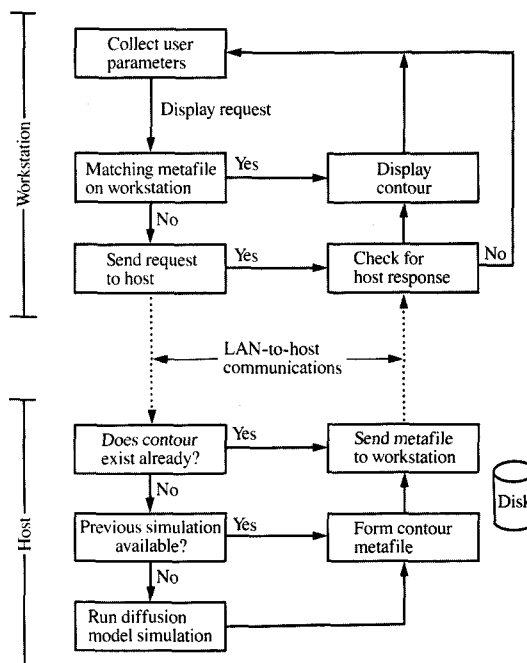 Workstation
Collect user
parameters
Display request
Matching metafile
on workstation
Yes
Display
contour
No
Send request
to host
Yes
Check for
host response
No
LAN-to-host
communications
Host
Does contour
exist already?
Yes
Send metafile
to workstation
No
Disk
Previous simulation
available?
Yes
Form contour
metafile
No
Run diffusion
model simulation